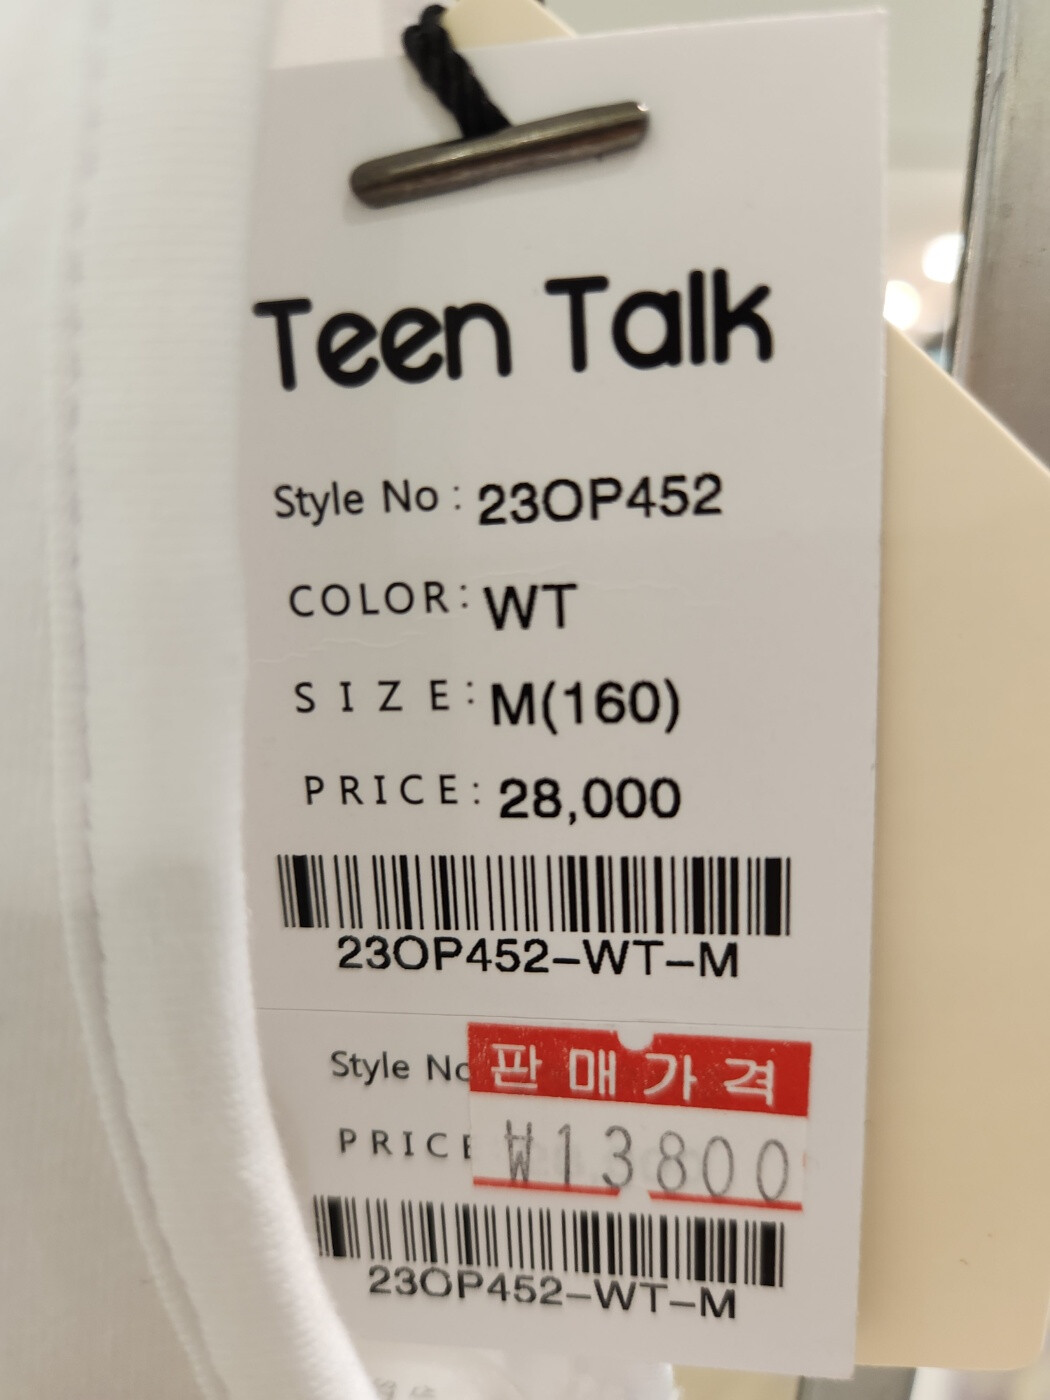 Teen Talk
Style No : 23OP452
COLOR: WT
SIZE: M(160)
PRICE: 28,000
23OP452-WT-M
Style No
판매가격
PRICE
₩13800
23OP452-WT-M